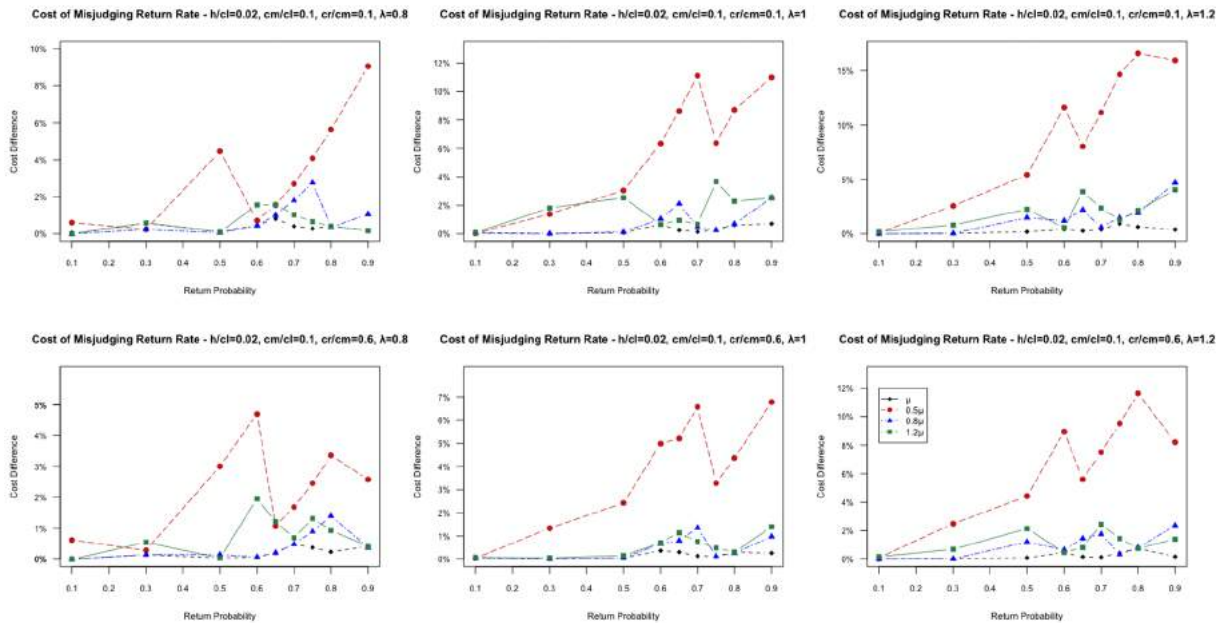 Cost of Misjudging Return Rate - h/cl=0.02, cm/cl=0.1, cr/cm=0.1, λ=0.8
10%
8%
6%
4%
2%
0%
Cost Difference
0.1 0.2 0.3 0.4 0.5 0.6 0.7 0.8 0.9
Return Probability
Cost of Misjudging Return Rate - h/cl=0.02, cm/cl=0.1, cr/cm=0.1, λ=1
12%
10%
8%
6%
4%
2%
0%
Cost Difference
0.1 0.2 0.3 0.4 0.5 0.6 0.7 0.8 0.9
Return Probability
Cost of Misjudging Return Rate - h/cl=0.02, cm/cl=0.1, cr/cm=0.1, λ=1.2
15%
10%
5%
0%
Cost Difference
0.1 0.2 0.3 0.4 0.5 0.6 0.7 0.8 0.9
Return Probability
Cost of Misjudging Return Rate - h/cl=0.02, cm/cl=0.1, cr/cm=0.6, λ=0.8
5%
4%
3%
2%
1%
0%
Cost Difference
0.1 0.2 0.3 0.4 0.5 0.6 0.7 0.8 0.9
Return Probability
Cost of Misjudging Return Rate - h/cl=0.02, cm/cl=0.1, cr/cm=0.6, λ=1
7%
6%
5%
4%
3%
2%
1%
0%
Cost Difference
0.1 0.2 0.3 0.4 0.5 0.6 0.7 0.8 0.9
Return Probability
Cost of Misjudging Return Rate - h/cl=0.02, cm/cl=0.1, cr/cm=0.6, λ=1.2
12%
10%
8%
6%
4%
2%
0%
Cost Difference
μ
0.5μ
0.8μ
1.2μ
0.1 0.2 0.3 0.4 0.5 0.6 0.7 0.8 0.9
Return Probability